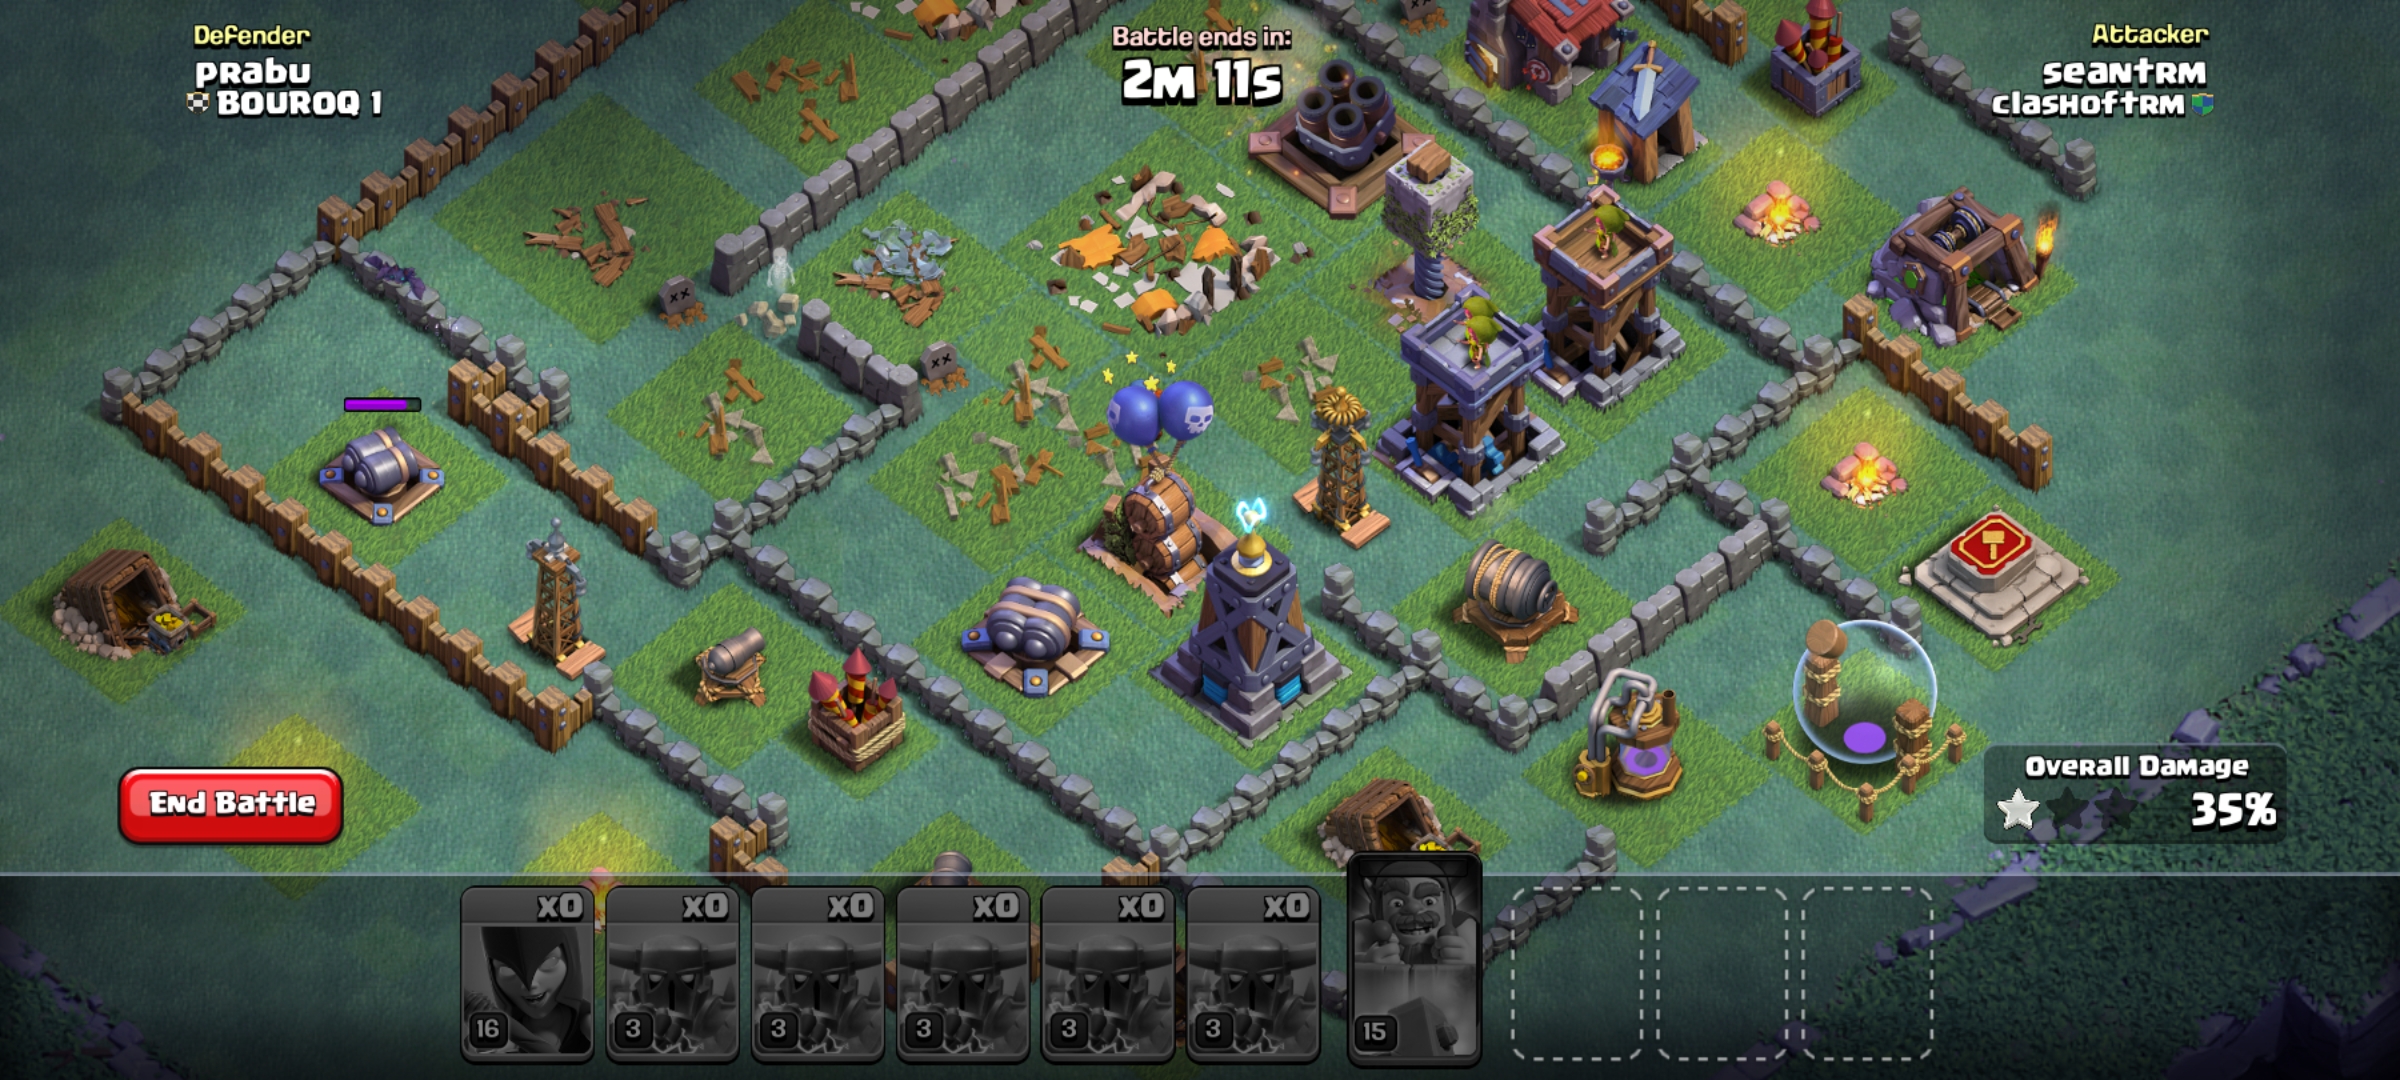 Defender
prabu
BOUROQ 1
Battle ends in:
2M 11s
Attacker
seantrm
clashoftrm
End Battle
Overall Damage
35%
x0
x0
x0
x0
x0
x0
16
3
3
3
3
3
15